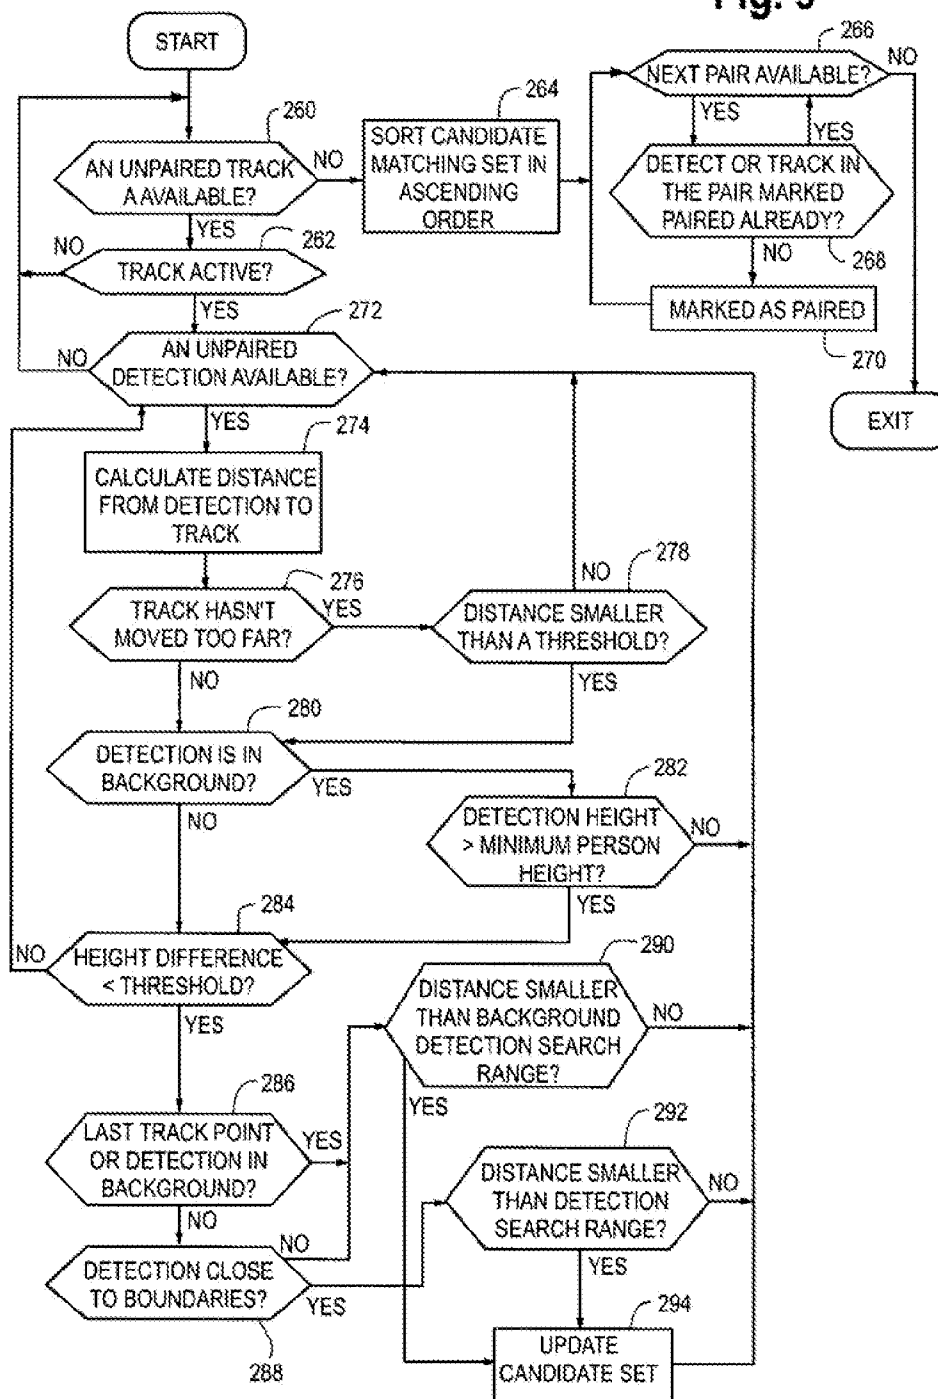 START
260
AN UNPAIRED TRACK
A AVAILABLE?
NO
YES
264
SORT CANDIDATE
MATCHING SET IN
ASCENDING
ORDER
266
NEXT PAIR AVAILABLE?
NO
YES
YES
DETECT OR TRACK IN
THE PAIR MARKED
PAIRED ALREADY?
268
NO
MARKED AS PAIRED
270
EXIT
262
NO
TRACK ACTIVE?
YES
272
AN UNPAIRED
DETECTION AVAILABLE?
NO
YES
274
CALCULATE DISTANCE
FROM DETECTION TO
TRACK
276
TRACK HASN'T
MOVED TOO FAR?
YES
NO
278
NO
DISTANCE SMALLER
THAN A THRESHOLD?
YES
280
DETECTION IS IN
BACKGROUND?
YES
NO
282
DETECTION HEIGHT
> MINIMUM PERSON
HEIGHT?
NO
YES
284
NO
HEIGHT DIFFERENCE
< THRESHOLD?
YES
290
DISTANCE SMALLER
THAN BACKGROUND
DETECTION SEARCH
RANGE?
NO
YES
286
LAST TRACK POINT
OR DETECTION IN
BACKGROUND?
YES
NO
292
DISTANCE SMALLER
THAN DETECTION
SEARCH RANGE?
NO
YES
NO
DETECTION CLOSE
TO BOUNDARIES?
YES
288
294
UPDATE
CANDIDATE SET